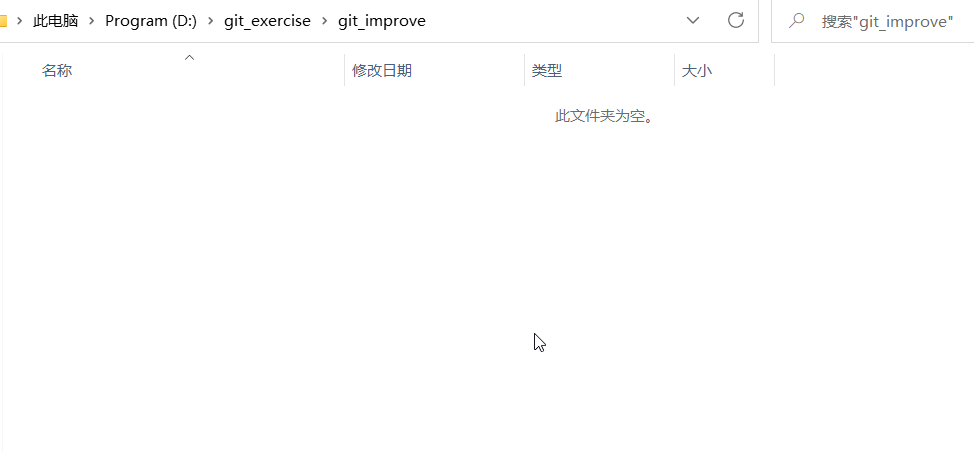 此电脑 > Program (D:) > git_exercise > git_improve 搜索"git_improve"
名称 修改日期 类型 大小
此文件夹为空。